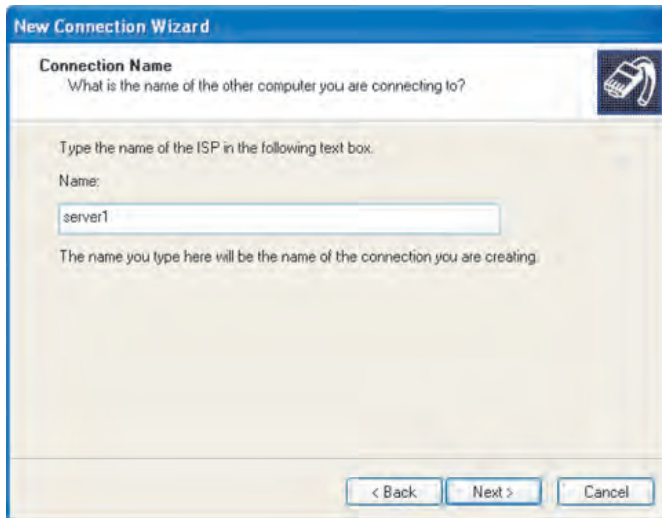 New Connection Wizard
Connection Name
What is the name of the other computer you are connecting to?
Type the name of the ISP in the following text box.
Name:
server1
The name you type here will be the name of the connection you are creating.
< Back Next > Cancel